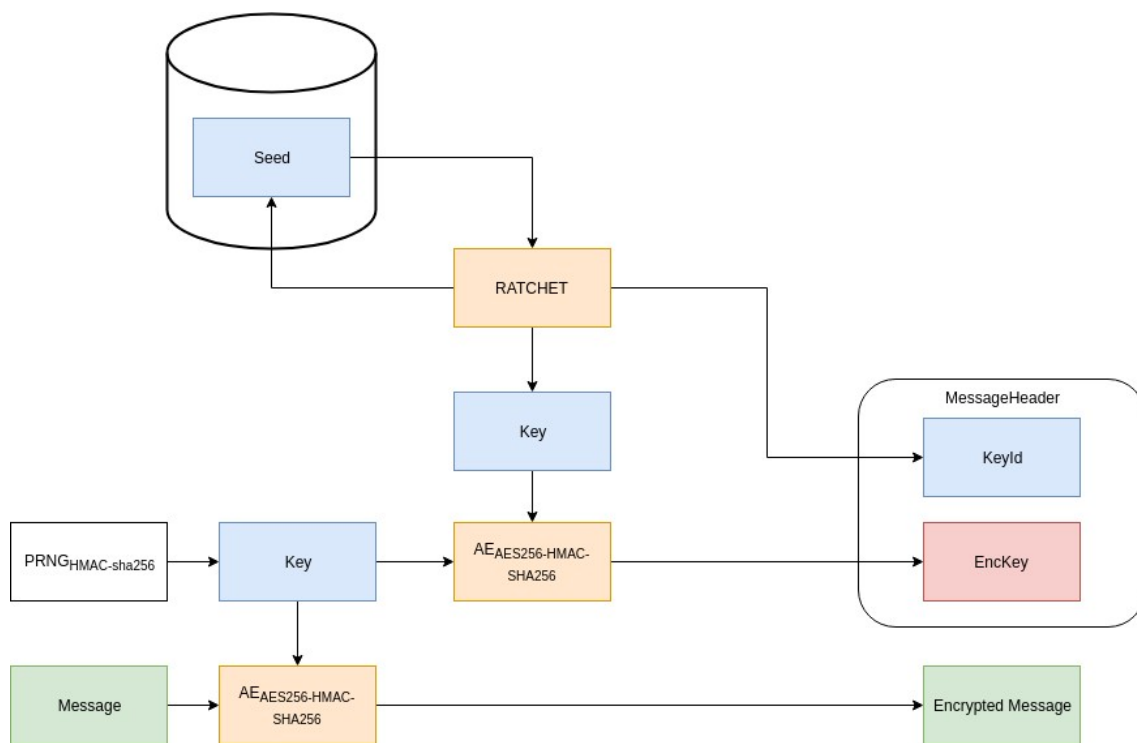 Seed
RATCHET
MessageHeader
Key
KeyId
PRNGHMAC-sha256
Key
AEAES256-HMAC-
SHA256
EncKey
Message
AEAES256-HMAC-
SHA256
Encrypted Message